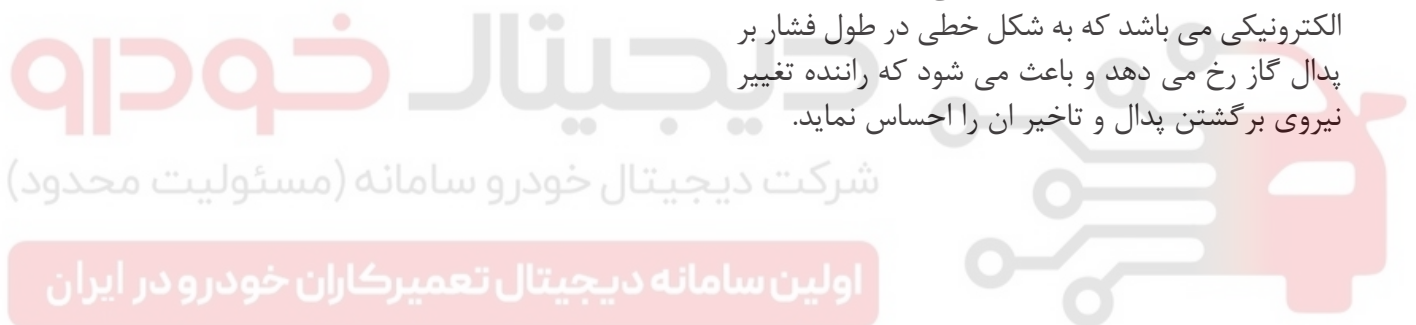 الکترونیکی می باشد که به شکل خطی در طول فشار بر
پدال گاز رخ می دهد و باعث می شود که راننده تغییر
نیروی برگشتن پدال و تاخیر ان را احساس نماید.
دیجیتال خودرو
شرکت دیجیتال خودرو سامانه (مسئولیت محدود)
اولین سامانه دیجیتال تعمیرکاران خودرو در ایران